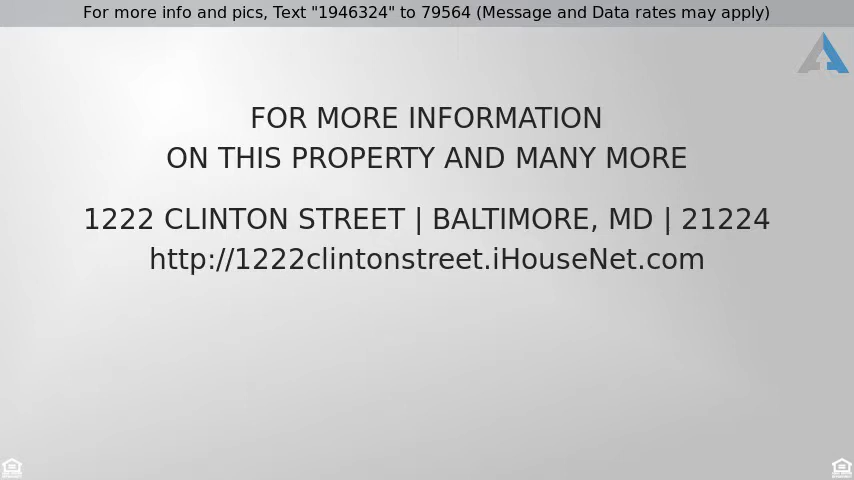 For more info and pics, Text "1946324" to 79564 (Message and Data rates may apply)
FOR MORE INFORMATION
ON THIS PROPERTY AND MANY MORE
1222 CLINTON STREET | BALTIMORE, MD | 21224
http://1222clintonstreet.iHouseNet.com